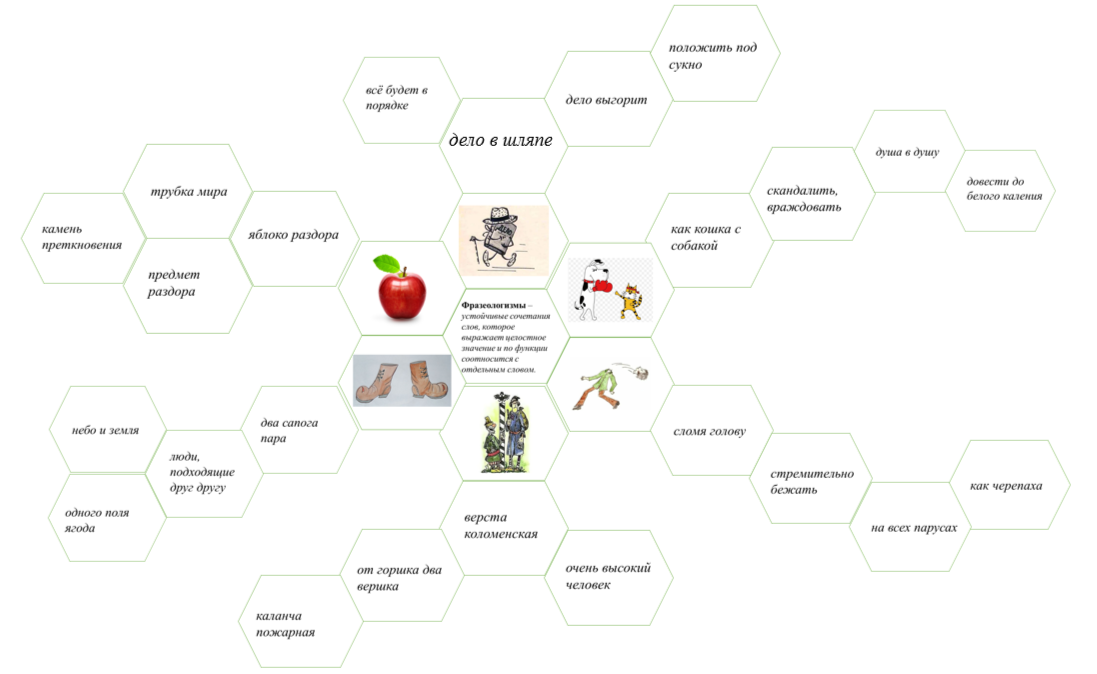 положить под
сукно
всё будет в
порядке
дело выгорит
дело в шляпе
душа в душу
довести до
белого каления
скандалить,
враждовать
трубка мира
камень
преткновения
яблоко раздора
как кошка с
собакой
предмет
раздора
Фразеологизмы –
устойчивые сочетания
слов, которое
выражает целостное
значение и по функции
соотносится с
отдельным словом.
небо и земля
два сапога
пара
люди,
подходящие
друг другу
одного поля
ягода
сломя голову
стремительно
бежать
как черепаха
на всех парусах
верста
коломенская
от горшка два
вершка
очень высокий
человек
каланча
пожарная